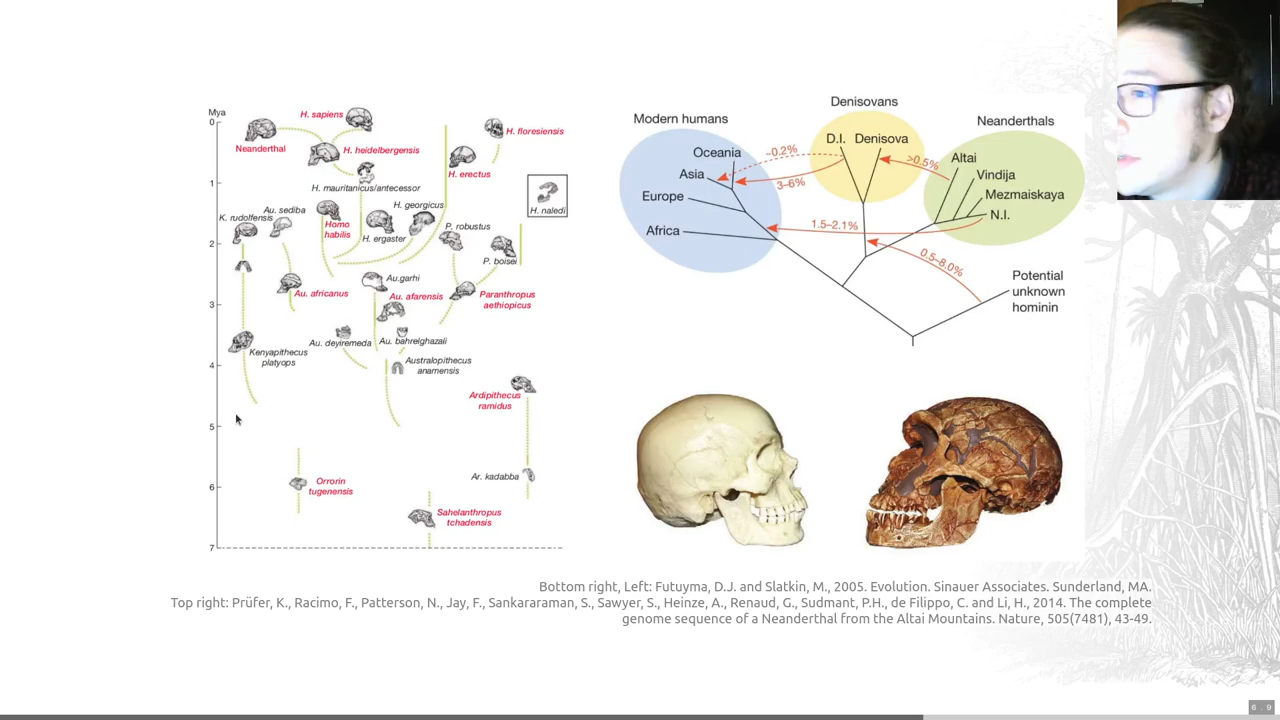 Mya
0
1
2
3
4
5
6
7
H. sapiens
Neanderthal
H. heidelbergensis
H. floresiensis
H. erectus
H. mauritanicus/antecessor
H. naledi
K. rudolfensis
Au. sediba
H. georgicus
Homo
habilis
H. ergaster
P. robustus
P. boisei
Au. africanus
Au.garhi
Au. afarensis
Paranthropus
aethiopicus
Kenyapithecus
platyops
Au. deyiremeda
Au. bahrelghazali
Australopithecus
anamensis
Ardipithecus
ramidus
Orrorin
tugenensis
Ar. kadabba
Sahelanthropus
tchadensis
Modern humans
Denisovans
Neanderthals
Oceania
Asia
Europe
Africa
D.I. Denisova
Altai
Vindija
Mezmaiskaya
N.I.
~0.2%
3–6%
>0.5%
1.5–2.1%
0.5–8.0%
Potential
unknown
hominin
Bottom right, Left: Futuyma, D.J. and Slatkin, M., 2005. Evolution. Sinauer Associates. Sunderland, MA.
Top right: Prüfer, K., Racimo, F., Patterson, N., Jay, F., Sankararaman, S., Sawyer, S., Heinze, A., Renaud, G., Sudmant, P.H., de Filippo, C. and Li, H., 2014. The complete
genome sequence of a Neanderthal from the Altai Mountains. Nature, 505(7481), 43-49.
6 . 9